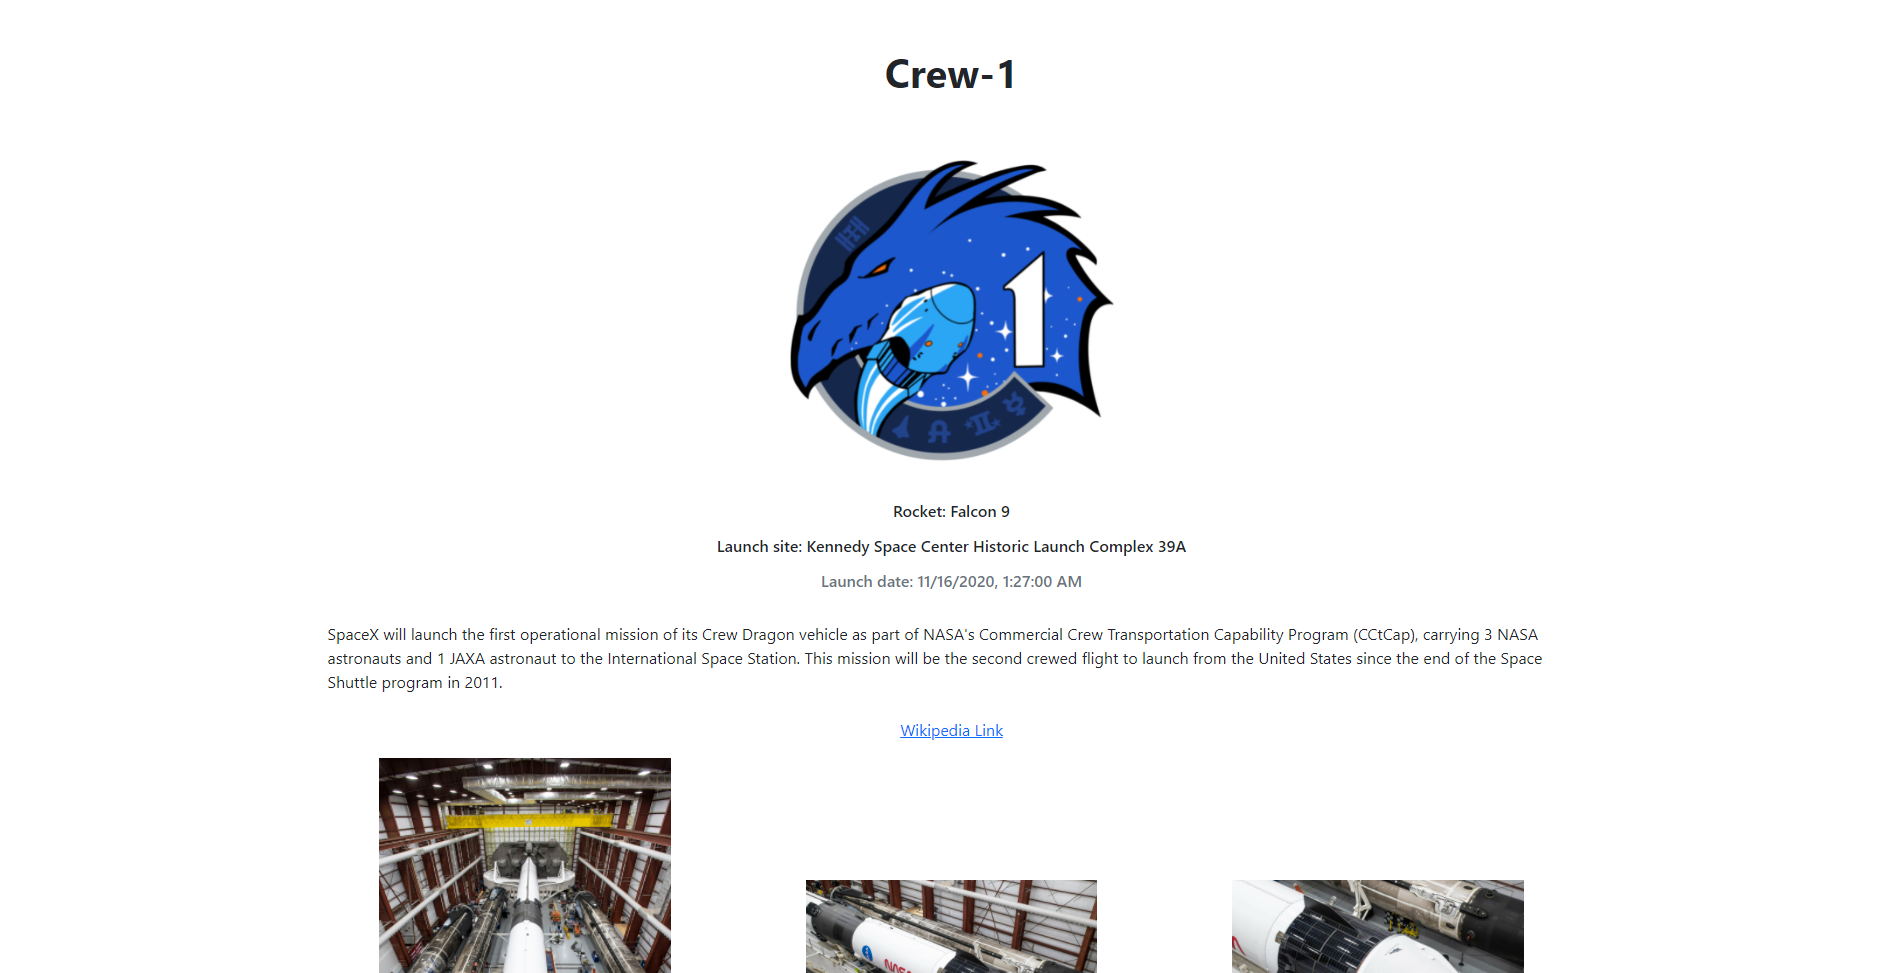 Crew-1
1
Rocket: Falcon 9
Launch site: Kennedy Space Center Historic Launch Complex 39A
Launch date: 11/16/2020, 1:27:00 AM
SpaceX will launch the first operational mission of its Crew Dragon vehicle as part of NASA's Commercial Crew Transportation Capability Program (CCtCap), carrying 3 NASA
astronauts and 1 JAXA astronaut to the International Space Station. This mission will be the second crewed flight to launch from the United States since the end of the Space
Shuttle program in 2011.
Wikipedia Link
NASA